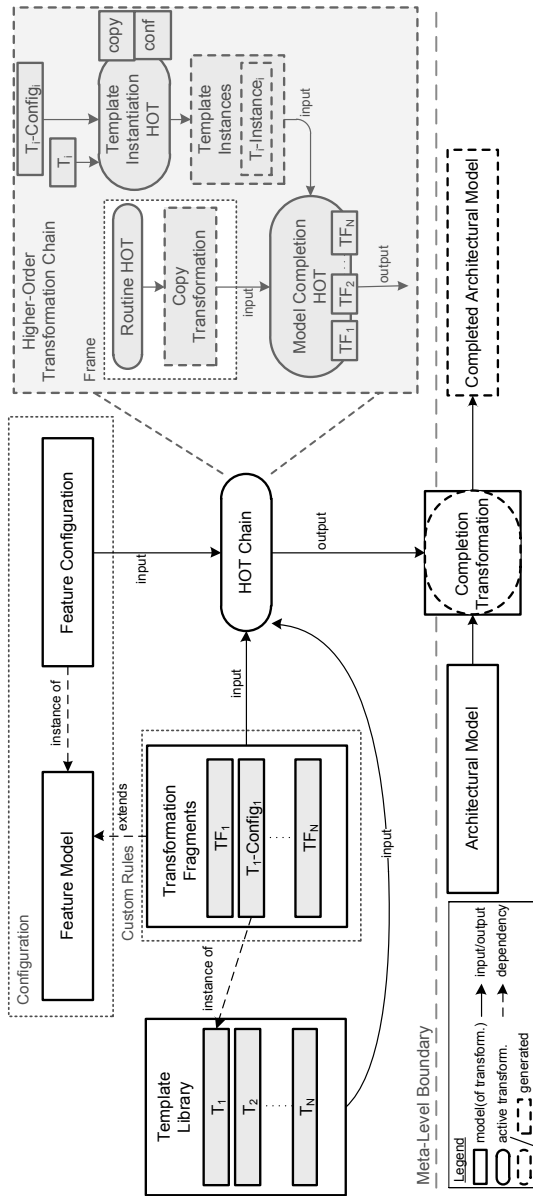 Configuration
Feature Model
instance of
Feature Configuration
extends
Custom Rules
Template
Library
T1
T2
TN
instance of
Transformation
Fragments
TF1
T1-Config1
TFN
input
input
input
HOT Chain
output
Higher-Order
Transformation Chain
Frame
Routine HOT
Copy
Transformation
input
Ti-Configi
Ti
Template
Instantiation
HOT
copy
conf
Template
Instances
Ti-Instancei
input
Model Completion
HOT
TF1
TF2
TFN
output
Meta-Level Boundary
Architectural Model
Completion
Transformation
Completed Architectural Model
Legend
model(of transform.)
input/output
active transform.
dependency
/
generated